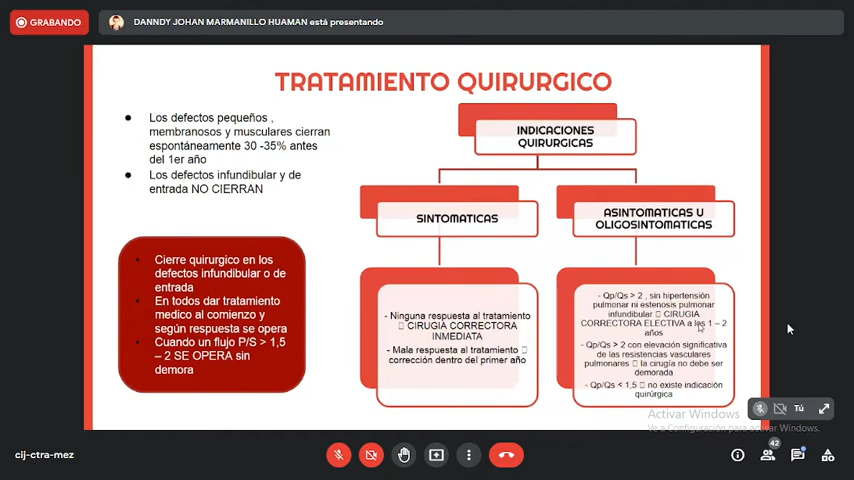 GRABANDO
DANNDY JOHAN MARMANILLO HUAMAN está presentando
TRATAMIENTO QUIRURGICO
● Los defectos pequeños ,
membranosos y musculares cierran
espontáneamente 30 -35% antes
del 1er año
● Los defectos infundibular y de
entrada NO CIERRAN
• Cierre quirurgico en los
defectos infundibular o de
entrada
• En todos dar tratamiento
medico al comienzo y
según respuesta se opera
• Cuando un flujo P/S > 1,5
– 2 SE OPERA sin
demora
INDICACIONES
QUIRURGICAS
SINTOMATICAS
- Ninguna respuesta al tratamiento
▯ CIRUGIA CORRECTORA
INMEDIATA
- Mala respuesta al tratamiento ▯
corrección dentro del primer año
ASINTOMATICAS U
OLIGOSINTOMATICAS
- Qp/Qs > 2 , sin hipertensión
pulmonar ni estenosis pulmonar
infundibular ▯ CIRUGIA
CORRECTORA ELECTIVA a los 1 – 2
años
- Qp/Qs > 2 con elevación significativa
de las resistencias vasculares
pulmonares ▯ la cirugía no debe ser
demorada
- Qp/Qs < 1,5 ▯ no existe indicación
quirúrgica
Tú
Activar Windows
Ve a Configuración para activar Windows.
cij-ctra-mez
42